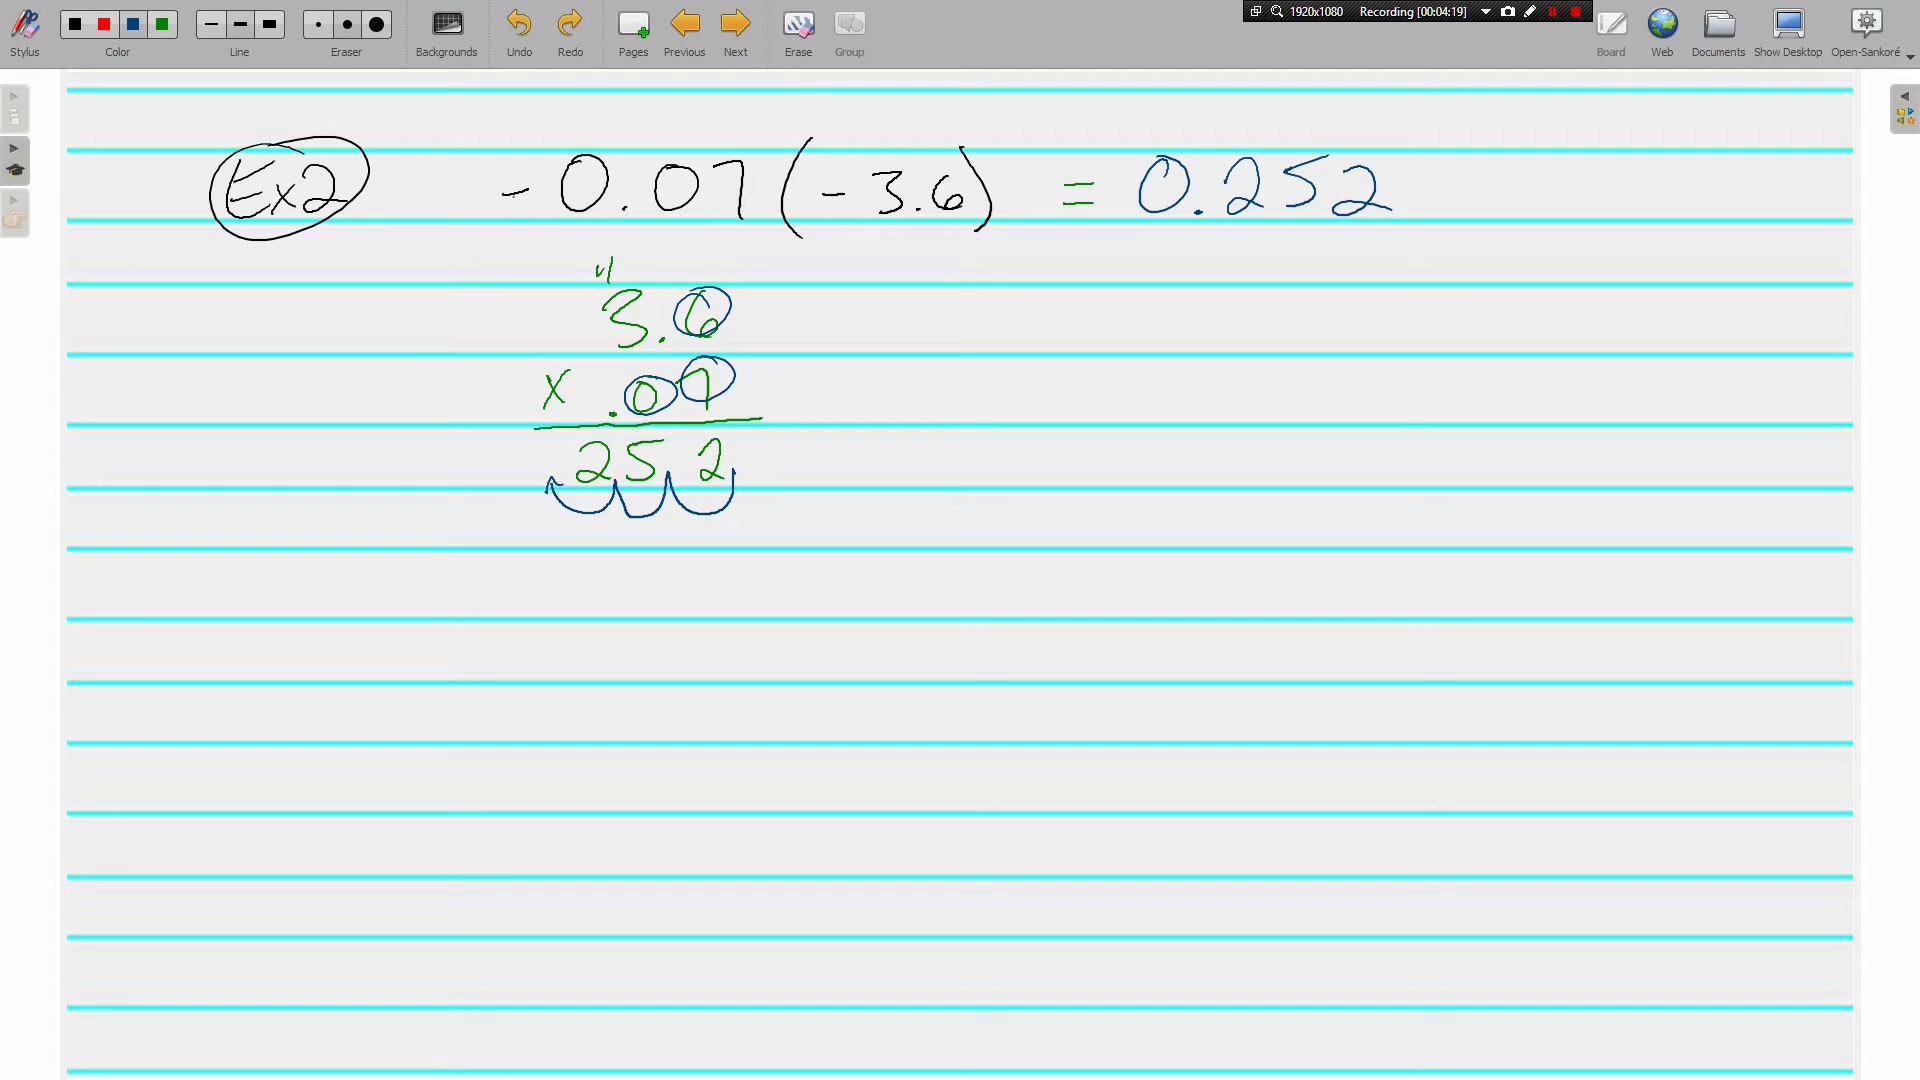 1920x1080 Recording [00:04:19]
Stylus Color Line Eraser Backgrounds Undo Redo Pages Previous Next Erase Group Board Web Documents Show Desktop Open-Sankoré
Ex2 - 0.07 (- 3.6) = 0.252
4
3.6
x .07
252